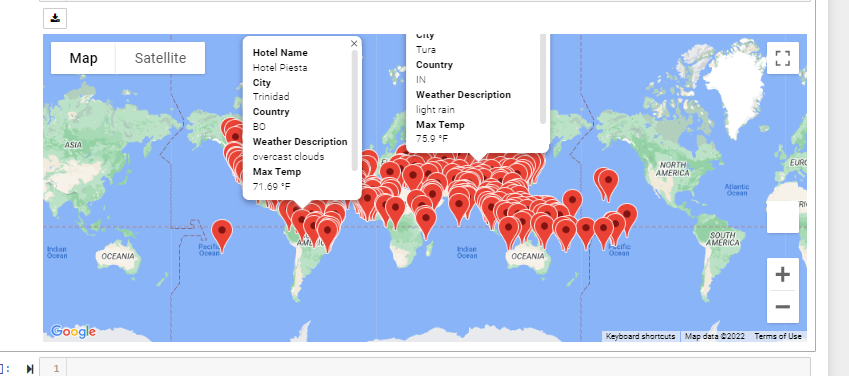 Map
Satellite
Hotel Name
Hotel Piesta
City
Trinidad
Country
BO
Weather Description
overcast clouds
Max Temp
71.69 °F
City
Tura
Country
IN
Weather Description
light rain
Max Temp
75.9 °F
ASIA
NORTH
AMERICA
Atlantic
Ocean
Indian
Ocean
OCEANIA
Pacific
Ocean
Indian
Ocean
OCEANIA
Pacific
Ocean
SOUTH
AMERICA
Google
Keyboard shortcuts
Map data ©2022
Terms of Use
]:
1